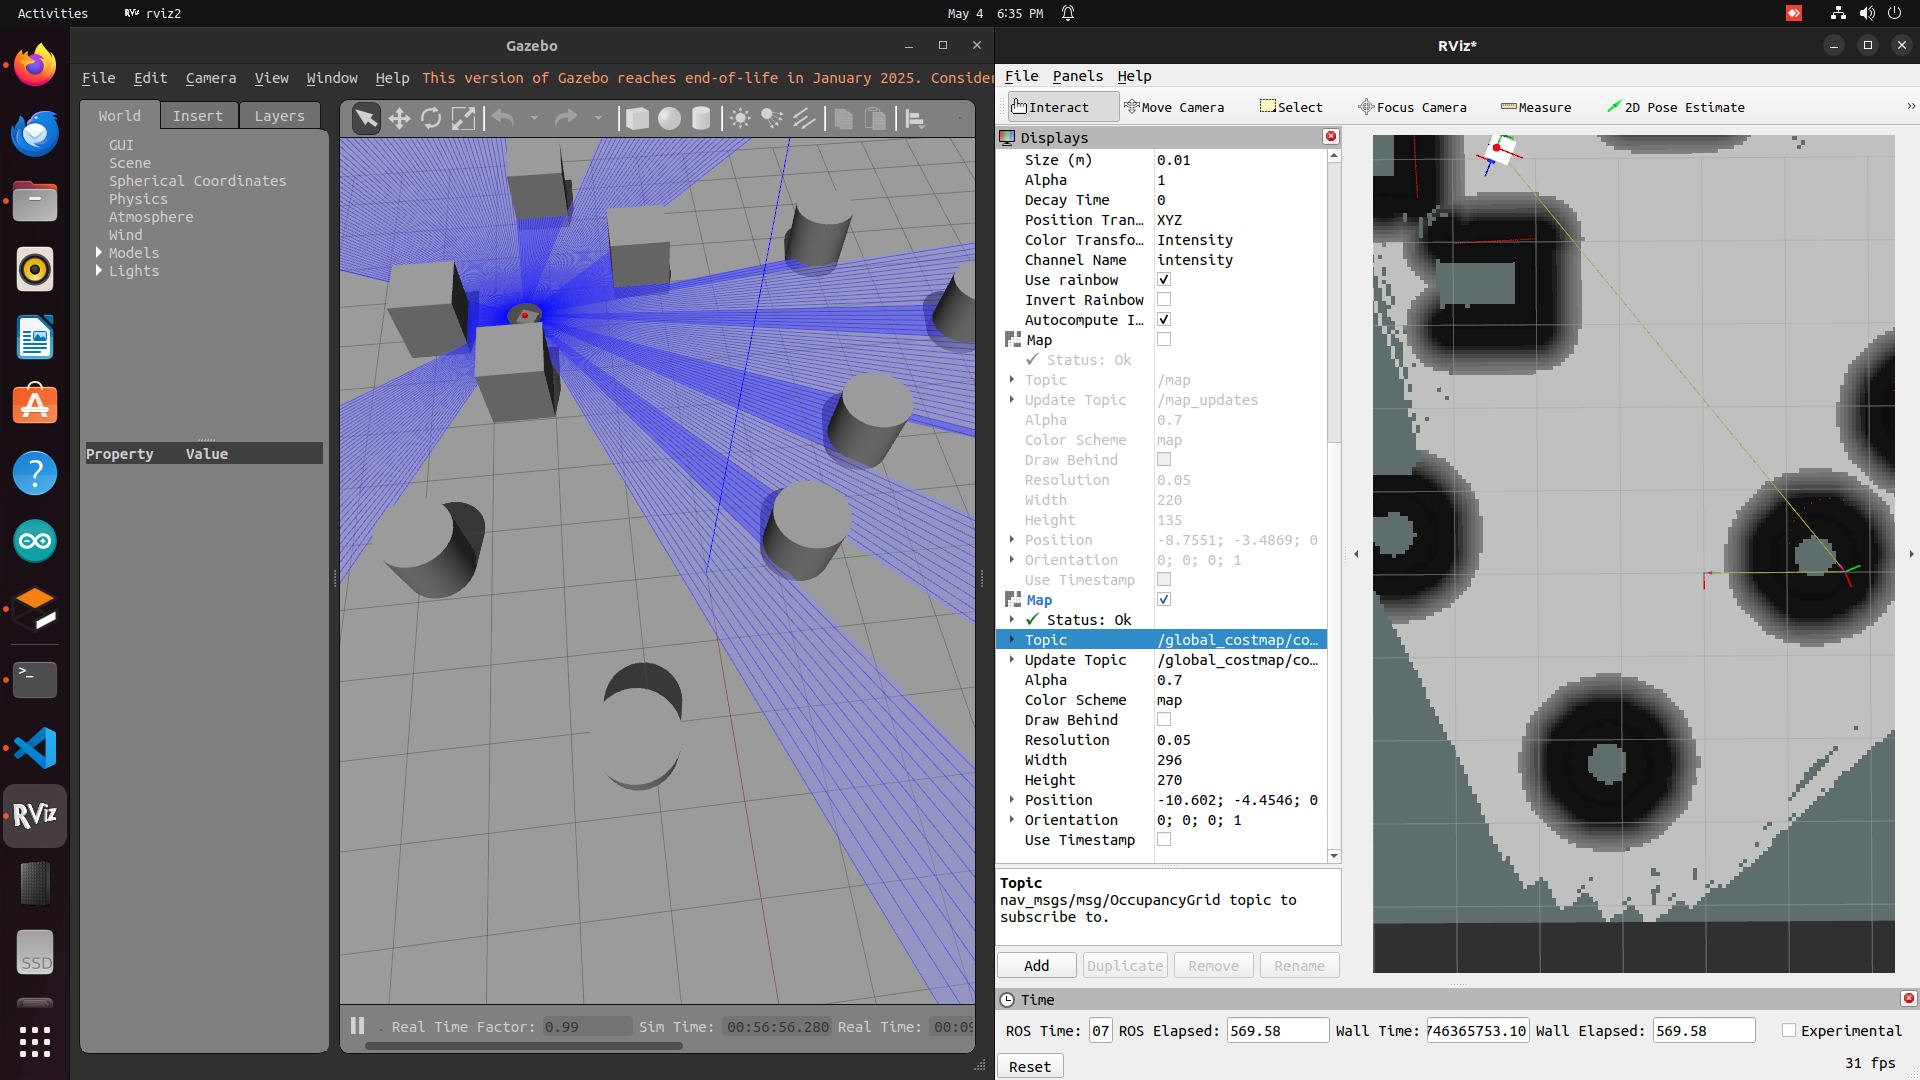 Activities
RViz rviz2
May 4 6:35 PM
Gazebo
File Edit Camera View Window Help This version of Gazebo reaches end-of-life in January 2025. Consider
World Insert Layers
GUI
Scene
Spherical Coordinates
Physics
Atmosphere
Wind
Models
Lights
Property Value
Real Time Factor: 0.99 Sim Time: 00:56:56.280 Real Time: 00:09
>_
RViz
SSD
RViz*
File Panels Help
Interact Move Camera Select Focus Camera Measure 2D Pose Estimate »
Displays
Size (m) 0.01
Alpha 1
Decay Time 0
Position Tran... XYZ
Color Transfo... Intensity
Channel Name intensity
Use rainbow
Invert Rainbow
Autocompute I...
Map
Status: Ok
Topic /map
Update Topic /map_updates
Alpha 0.7
Color Scheme map
Draw Behind
Resolution 0.05
Width 220
Height 135
Position -8.7551; -3.4869; 0
Orientation 0; 0; 0; 1
Use Timestamp
Map
Status: Ok
Topic /global_costmap/co...
Update Topic /global_costmap/co...
Alpha 0.7
Color Scheme map
Draw Behind
Resolution 0.05
Width 296
Height 270
Position -10.602; -4.4546; 0
Orientation 0; 0; 0; 1
Use Timestamp
Topic
nav_msgs/msg/OccupancyGrid topic to
subscribe to.
Add Duplicate Remove Rename
Time
ROS Time: 07 ROS Elapsed: 569.58 Wall Time: 746365753.10 Wall Elapsed: 569.58 Experimental
Reset
31 fps